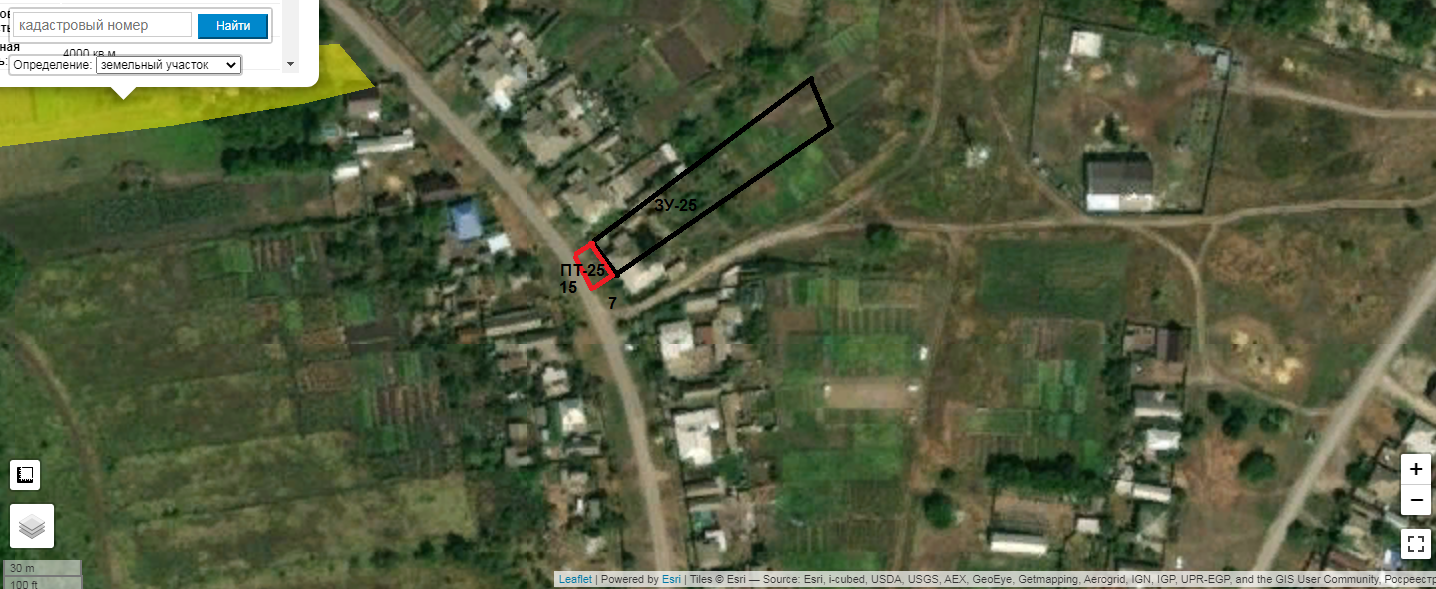 кадастровый номер
Найти
ная
4000 кв.м
Определение: земельный участок
ЗУ-25
ПТ-25
15
7
+
−
30 m
100 ft
Leaflet | Powered by Esri | Tiles © Esri — Source: Esri, i-cubed, USDA, USGS, AEX, GeoEye, Getmapping, Aerogrid, IGN, IGP, UPR-EGP, and the GIS User Community, Росреестр